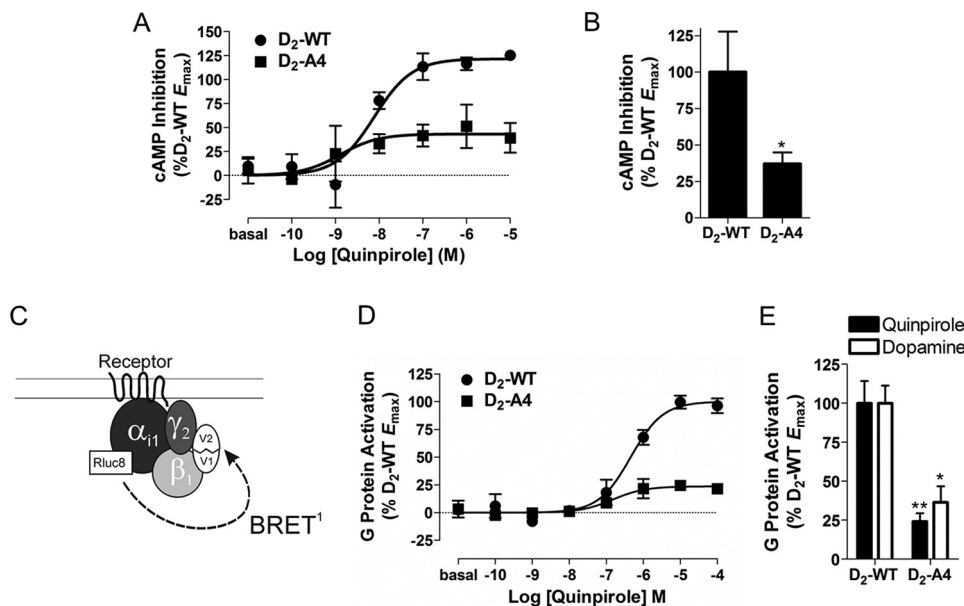 A
cAMP Inhibition
(%D₂-WT Emax)
D₂-WT
D₂-A4
125
100
75
50
25
0
-25
basal -10 -9 -8 -7 -6 -5
Log [Quinpirole] (M)
B
cAMP Inhibition
(% D₂-WT Emax)
125
100
75
50
25
0
*
D₂-WT D₂-A4
C
Receptor
αi1
γ2
β1
V2
V1
Rluc8
BRET¹
D
G Protein Activation
(% D₂-WT Emax)
D₂-WT
D₂-A4
125
100
75
50
25
0
-25
basal -10 -9 -8 -7 -6 -5 -4
Log [Quinpirole] M
E
Quinpirole
Dopamine
G Protein Activation
(% D₂-WT Emax)
125
100
75
50
25
0
** *
D₂-WT D₂-A4